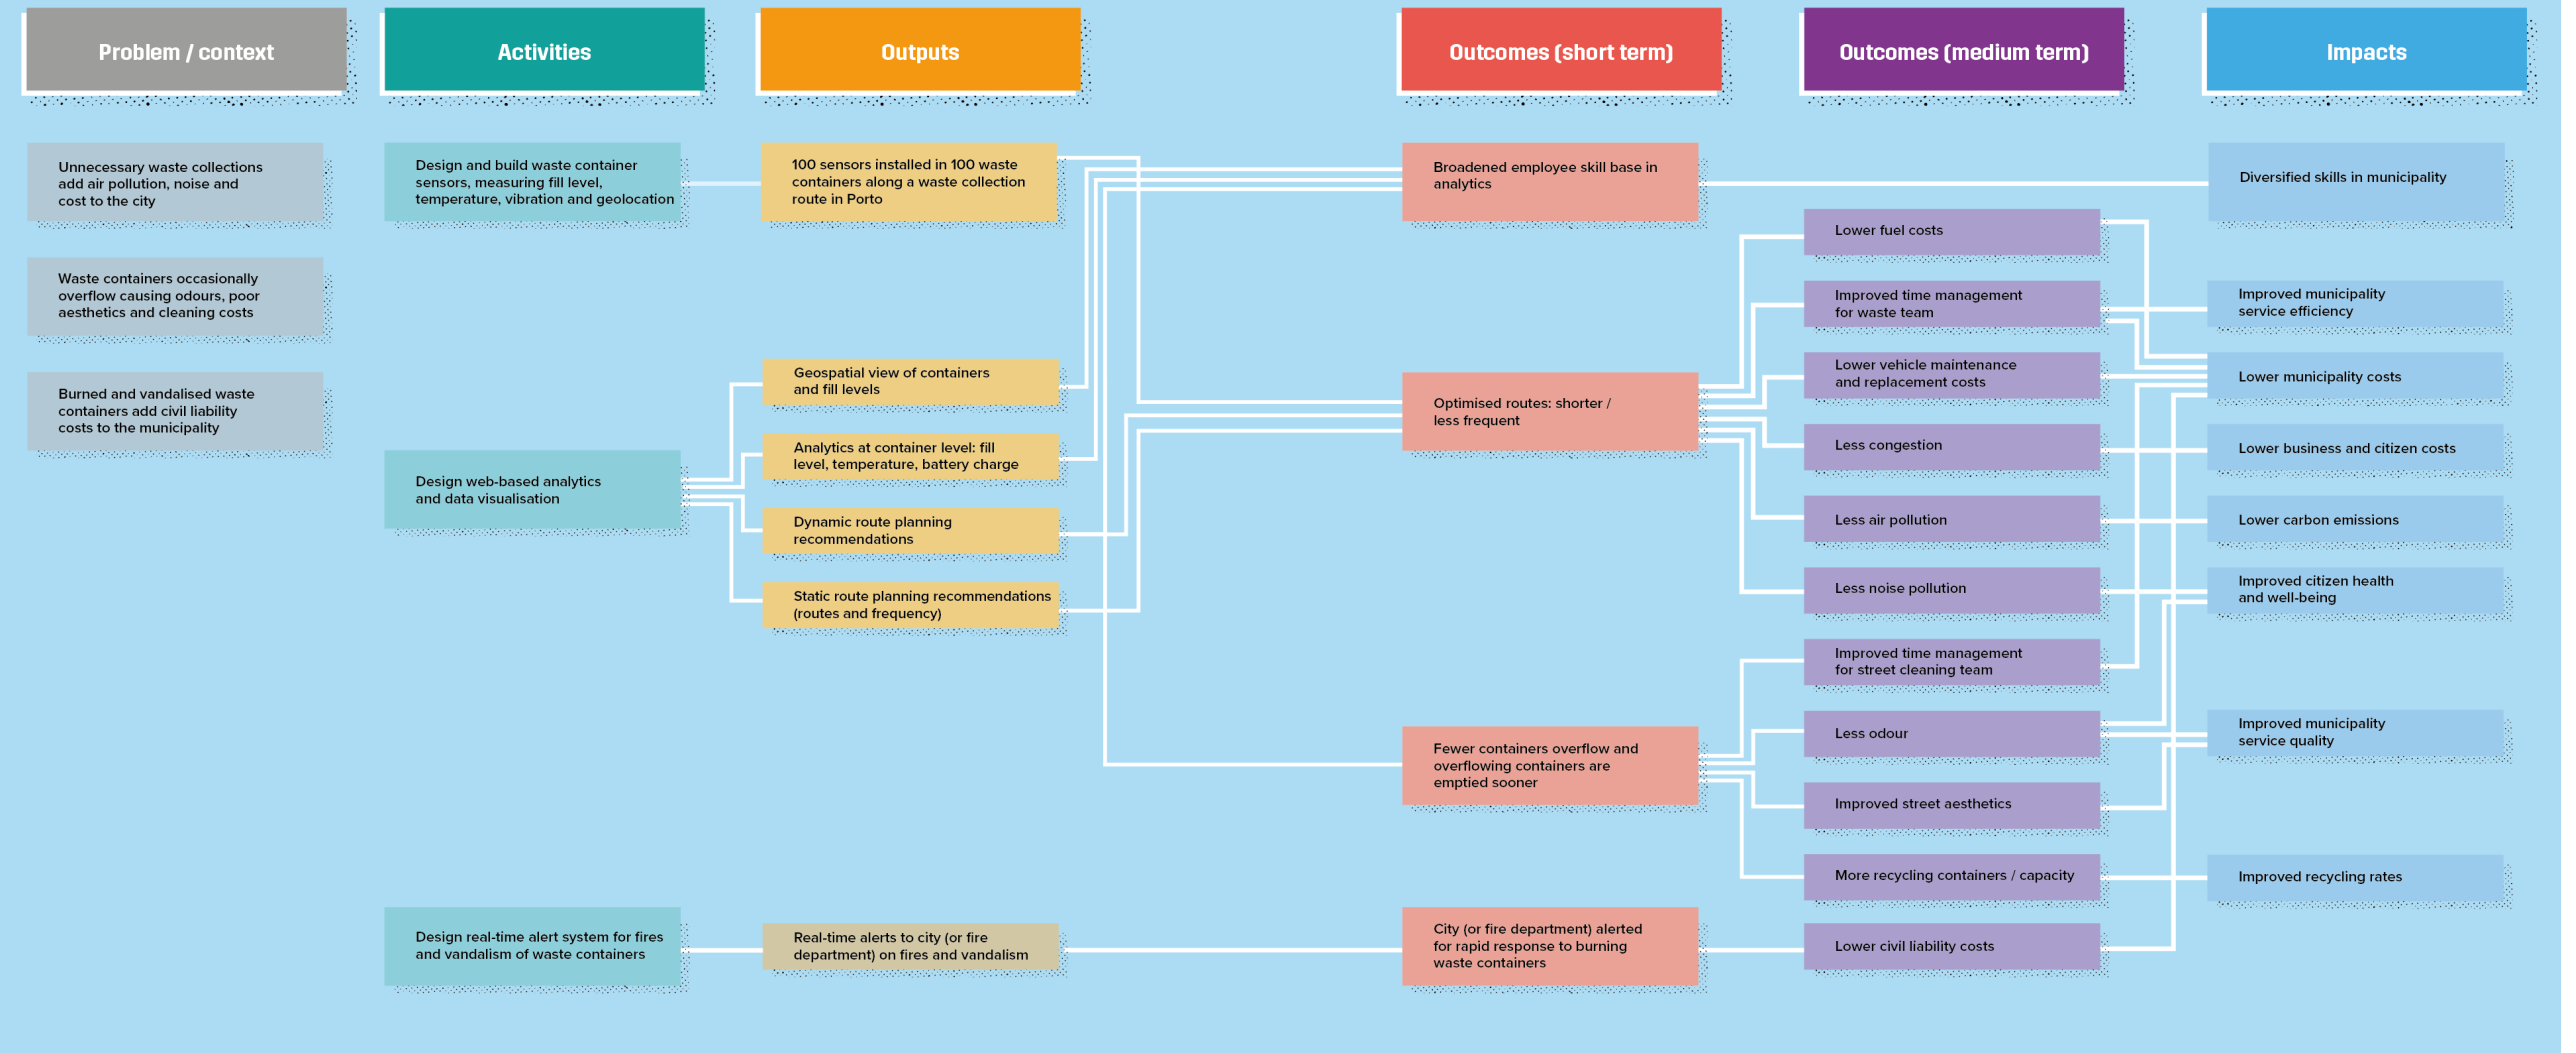 Problem / context
Activities
Outputs
Outcomes (short term)
Outcomes (medium term)
Impacts
Unnecessary waste collections
add air pollution, noise and
cost to the city
Waste containers occasionally
overflow causing odours, poor
aesthetics and cleaning costs
Burned and vandalised waste
containers add civil liability
costs to the municipality
Design and build waste container
sensors, measuring fill level,
temperature, vibration and geolocation
Design web-based analytics
and data visualisation
Design real-time alert system for fires
and vandalism of waste containers
100 sensors installed in 100 waste
containers along a waste collection
route in Porto
Geospatial view of containers
and fill levels
Analytics at container level: fill
level, temperature, battery charge
Dynamic route planning
recommendations
Static route planning recommendations
(routes and frequency)
Real-time alerts to city (or fire
department) on fires and vandalism
Broadened employee skill base in
analytics
Optimised routes: shorter /
less frequent
Fewer containers overflow and
overflowing containers are
emptied sooner
City (or fire department) alerted
for rapid response to burning
waste containers
Lower fuel costs
Improved time management
for waste team
Lower vehicle maintenance
and replacement costs
Less congestion
Less air pollution
Less noise pollution
Improved time management
for street cleaning team
Less odour
Improved street aesthetics
More recycling containers / capacity
Lower civil liability costs
Diversified skills in municipality
Improved municipality
service efficiency
Lower municipality costs
Lower business and citizen costs
Lower carbon emissions
Improved citizen health
and well-being
Improved municipality
service quality
Improved recycling rates